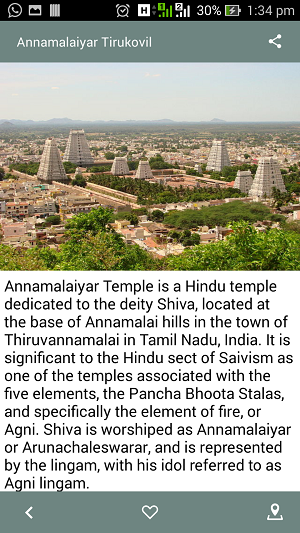 H 1 2 30% 1:34 pm
Annamalaiyar Tirukovil
Annamalaiyar Temple is a Hindu temple
dedicated to the deity Shiva, located at
the base of Annamalai hills in the town of
Thiruvannamalai in Tamil Nadu, India. It is
significant to the Hindu sect of Saivism as
one of the temples associated with the
five elements, the Pancha Bhoota Stalas,
and specifically the element of fire, or
Agni. Shiva is worshiped as Annamalaiyar
or Arunachaleswarar, and is represented
by the lingam, with his idol referred to as
Agni lingam.